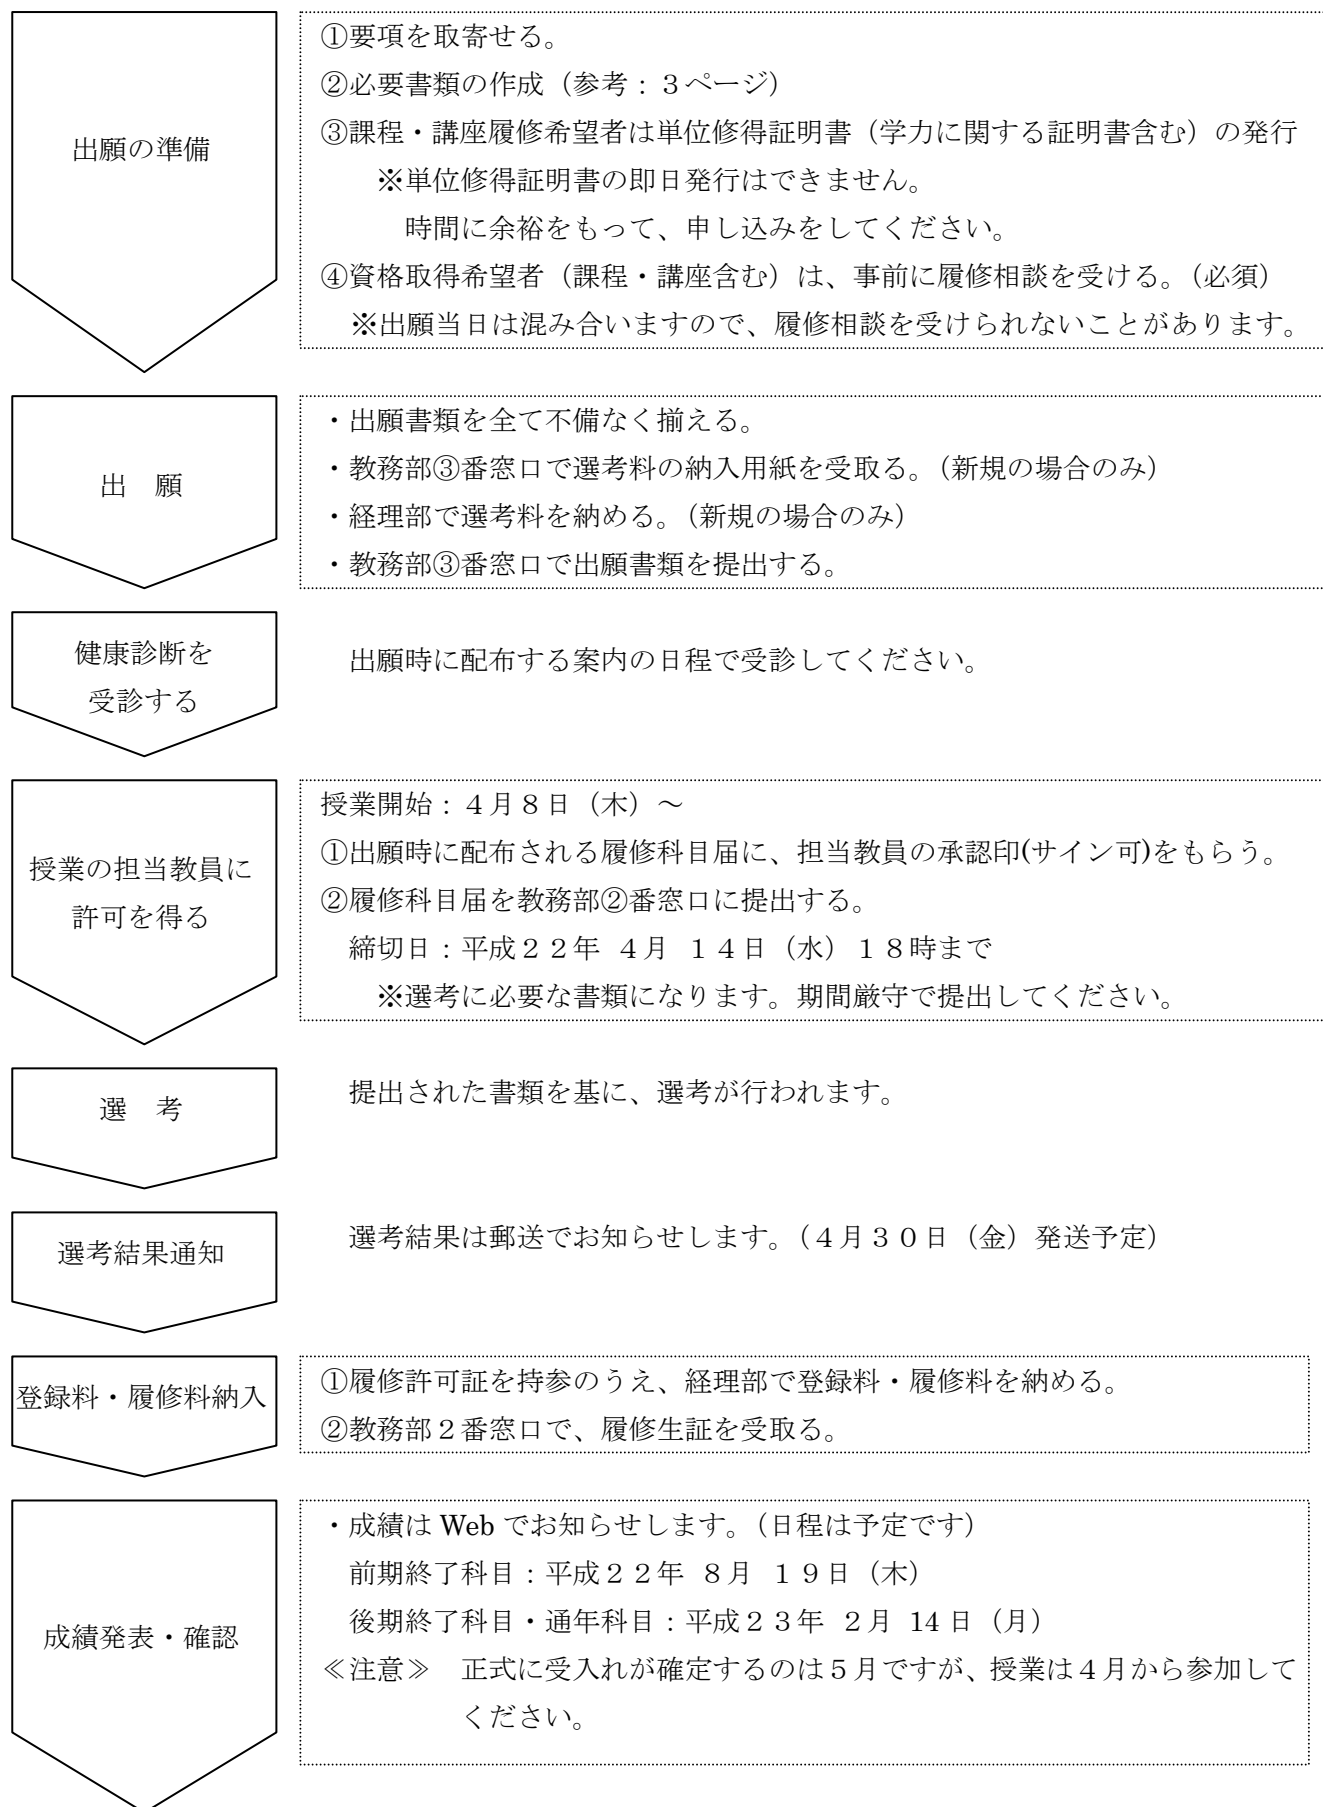 出願の準備
①要項を取寄せる。
②必要書類の作成（参考：３ページ）
③課程・講座履修希望者は単位修得証明書（学力に関する証明書含む）の発行
※単位修得証明書の即日発行はできません。
時間に余裕をもって、申し込みをしてください。
④資格取得希望者（課程・講座含む）は、事前に履修相談を受ける。（必須）
※出願当日は混み合いますので、履修相談を受けられないことがあります。
出　願
・出願書類を全て不備なく揃える。
・教務部③番窓口で選考料の納入用紙を受取る。（新規の場合のみ）
・経理部で選考料を納める。（新規の場合のみ）
・教務部③番窓口で出願書類を提出する。
健康診断を
受診する
出願時に配布する案内の日程で受診してください。
授業の担当教員に
許可を得る
授業開始：４月８日（木）～
①出願時に配布される履修科目届に、担当教員の承認印(サイン可)をもらう。
②履修科目届を教務部②番窓口に提出する。
締切日：平成２２年 ４月 １４日（水）１８時まで
※選考に必要な書類になります。期間厳守で提出してください。
選　考
提出された書類を基に、選考が行われます。
選考結果通知
選考結果は郵送でお知らせします。（４月３０日（金）発送予定）
登録料・履修料納入
①履修許可証を持参のうえ、経理部で登録料・履修料を納める。
②教務部２番窓口で、履修生証を受取る。
成績発表・確認
・成績は Web でお知らせします。（日程は予定です）
前期終了科目：平成２２年 ８月 １９日（木）
後期終了科目・通年科目：平成２３年 ２月 14 日（月）
≪注意≫　正式に受入れが確定するのは５月ですが、授業は４月から参加して
ください。